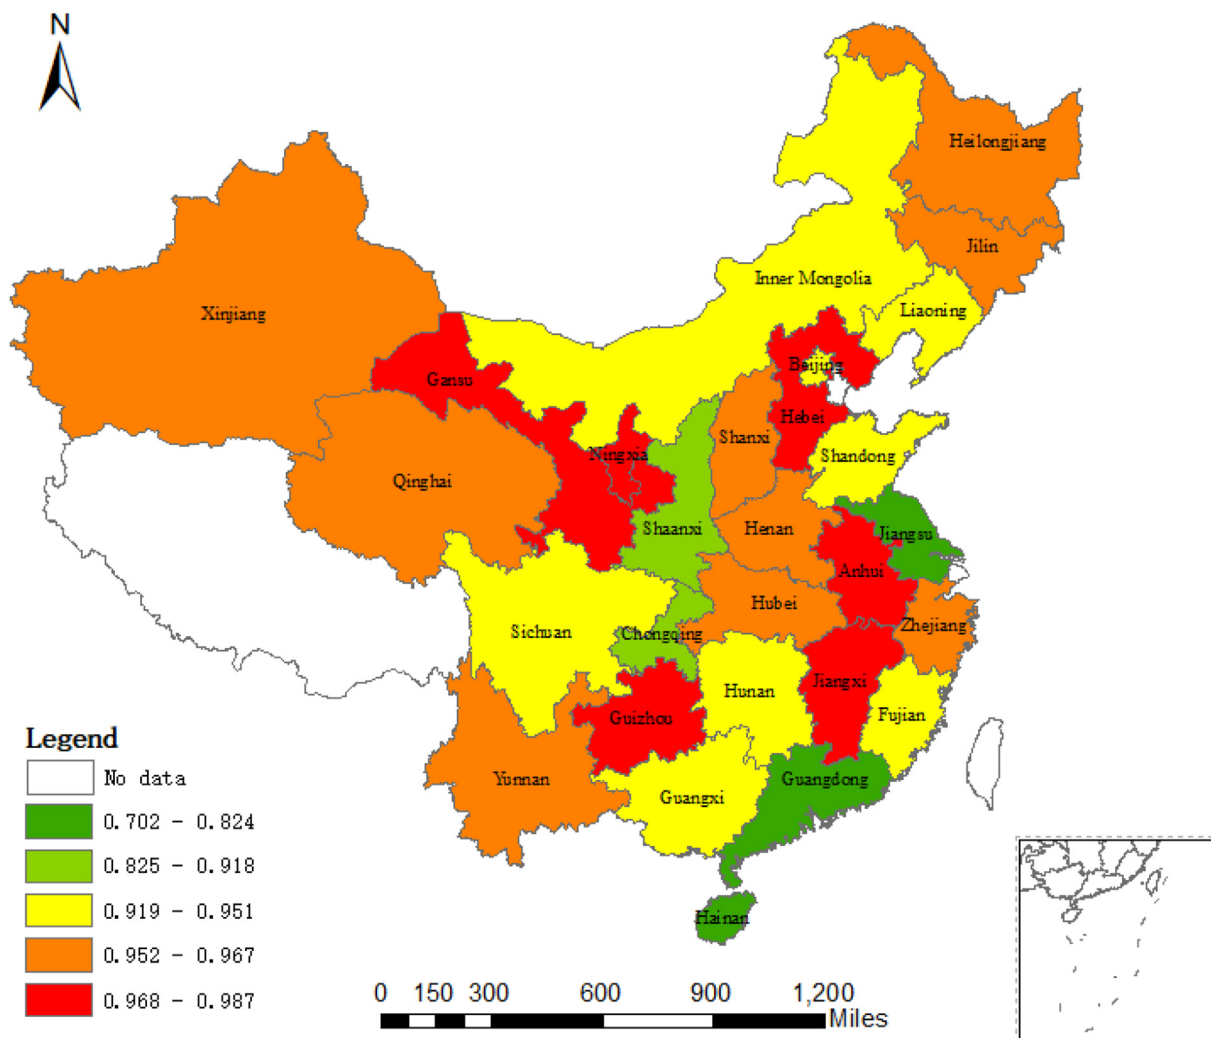 N
Heilongjiang
Jilin
Inner Mongolia
Liaoning
Xinjiang
Beijing
Gansu
Hebei
Shanxi
Ningxia
Shandong
Qinghai
Shaanxi
Henan
Jiangsu
Anhui
Hubei
Zhejiang
Sichuan
Chongqing
Jiangxi
Hunan
Guizhou
Fujian
Yunnan
Guangdong
Guangxi
Hainan
Legend
No data
0.702 - 0.824
0.825 - 0.918
0.919 - 0.951
0.952 - 0.967
0.968 - 0.987
0 150 300 600 900 1,200
Miles